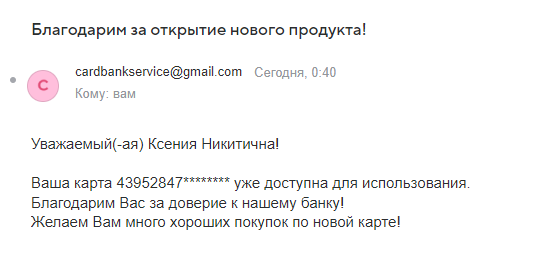 Благодарим за открытие нового продукта!
C
cardbankservice@gmail.com Сегодня, 0:40
Кому: вам
Уважаемый(-ая) Ксения Никитична!
Ваша карта 43952847******** уже доступна для использования.
Благодарим Вас за доверие к нашему банку!
Желаем Вам много хороших покупок по новой карте!